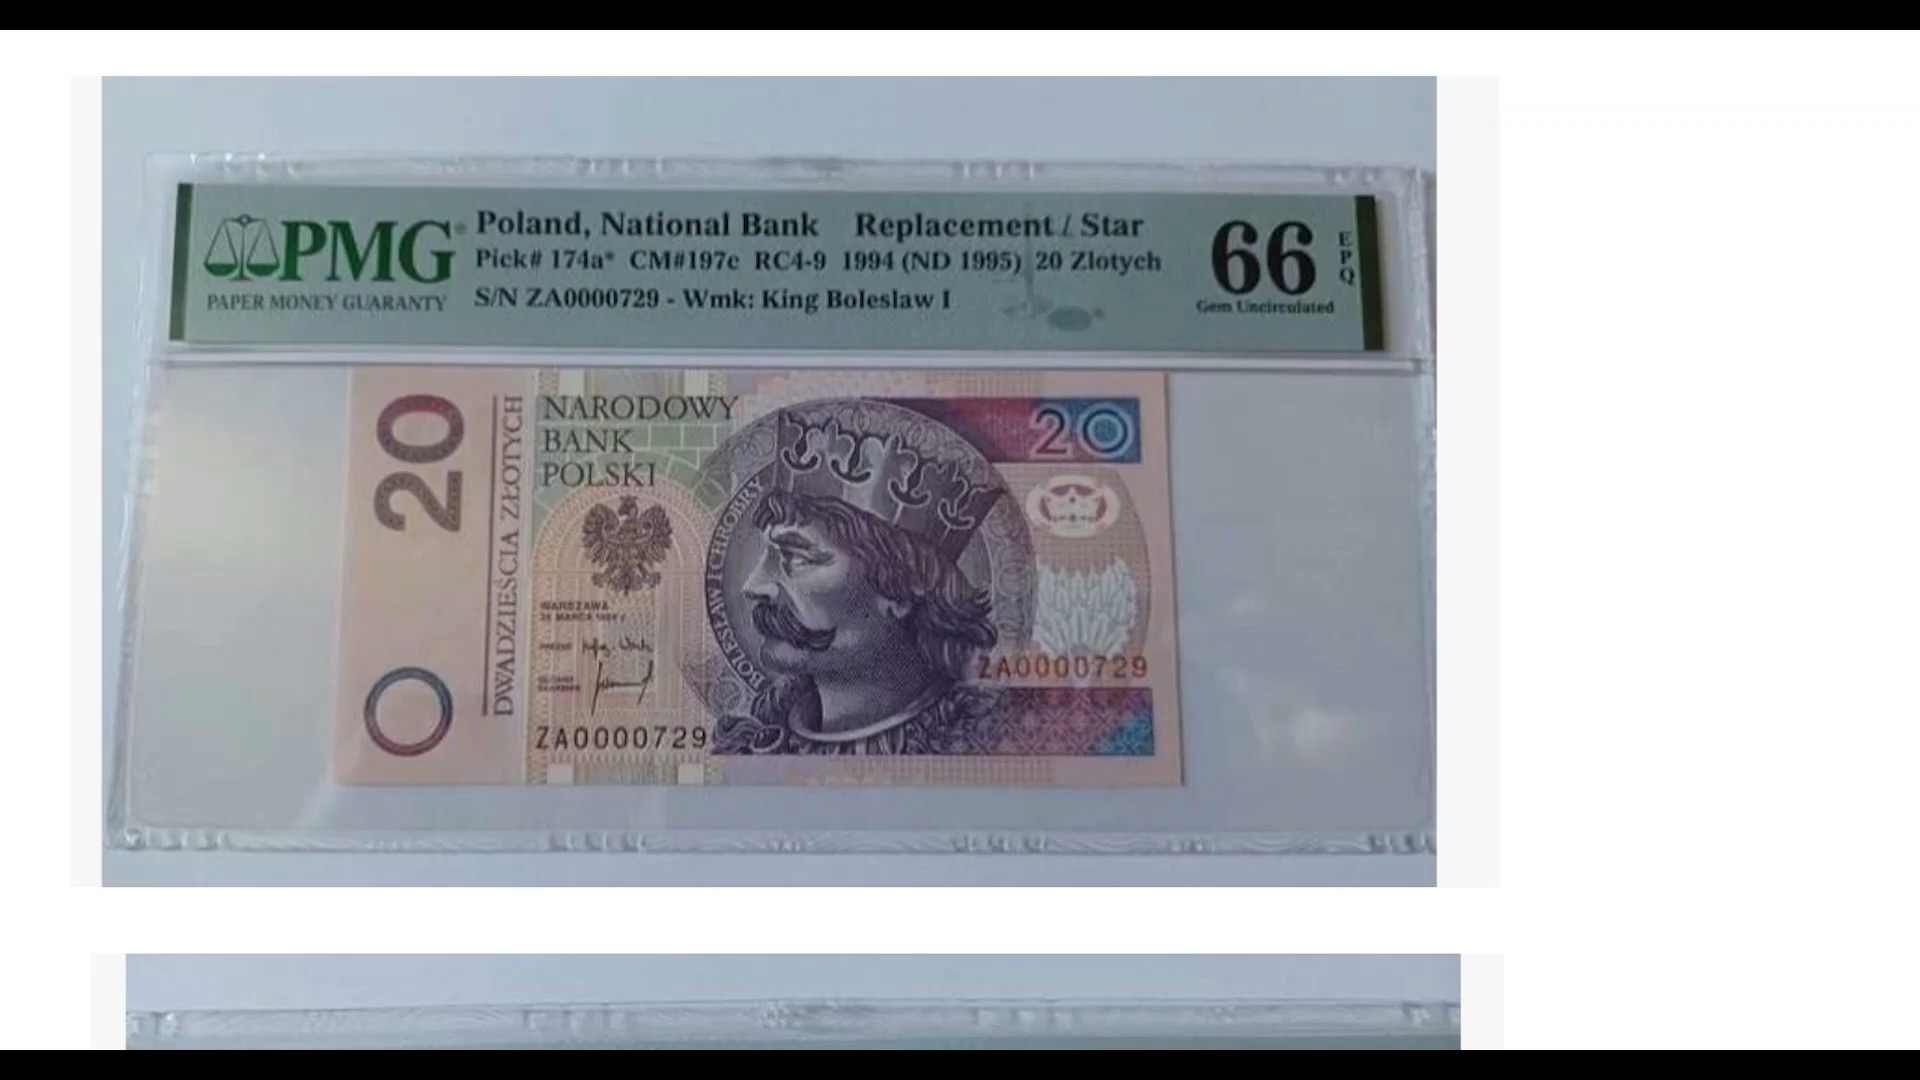 PMG
PAPER MONEY GUARANTY
Poland, National Bank Replacement / Star
Pick# 174a* CM#197c RC4-9 1994 (ND 1995) 20 Zlotych
S/N ZA0000729 - Wmk: King Boleslaw I
66
EPQ
Gem Uncirculated
20
DWADZIEŚCIA ZŁOTYCH
NARODOWY
BANK
POLSKI
WARSZAWA
BOLESŁAW I CHROBRY
20
ZA0000729
ZA0000729